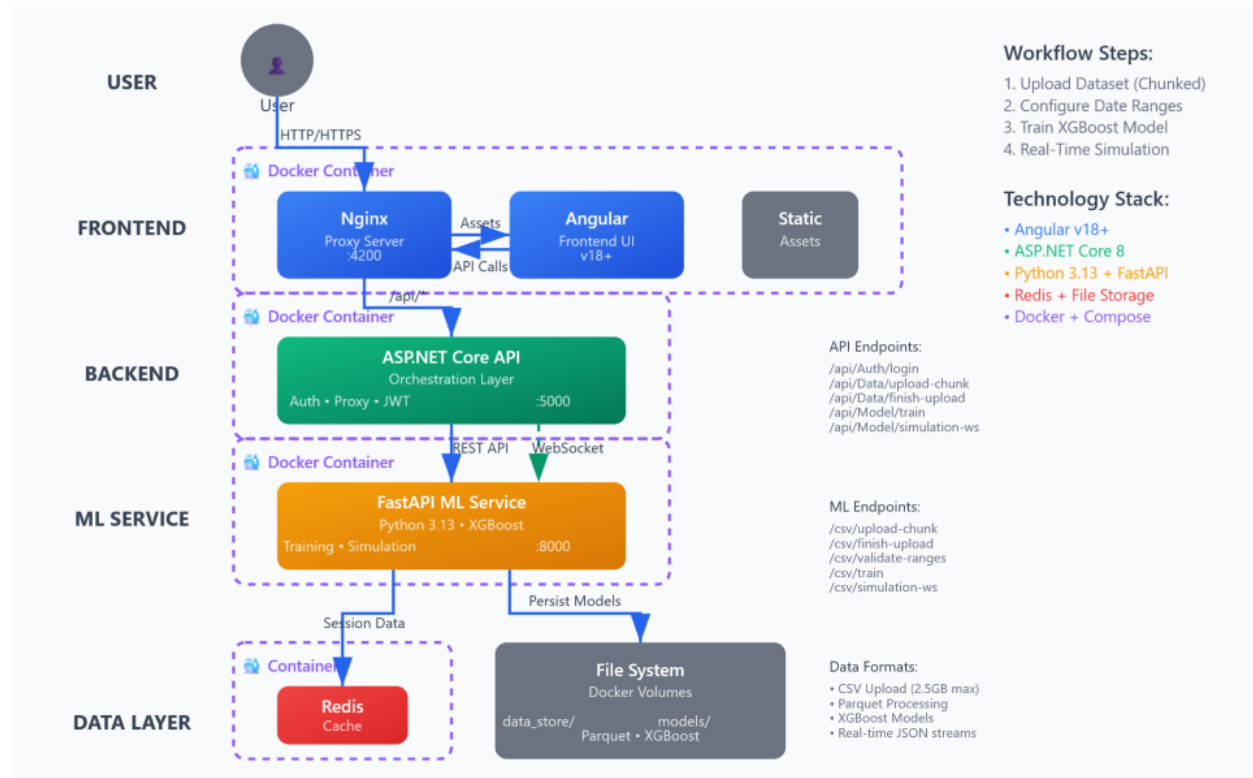 USER
User
HTTP/HTTPS
Docker Container
FRONTEND
Nginx
Proxy Server
:4200
Assets
API Calls
Angular
Frontend UI
v18+
Static
Assets
/api/*
Docker Container
BACKEND
ASP.NET Core API
Orchestration Layer
Auth • Proxy • JWT
:5000
REST API
WebSocket
Docker Container
ML SERVICE
FastAPI ML Service
Python 3.13 • XGBoost
Training • Simulation
:8000
Session Data
Persist Models
Container
DATA LAYER
Redis
Cache
File System
Docker Volumes
data_store/
models/
Parquet • XGBoost
Workflow Steps:
1. Upload Dataset (Chunked)
2. Configure Date Ranges
3. Train XGBoost Model
4. Real-Time Simulation
Technology Stack:
• Angular v18+
• ASP.NET Core 8
• Python 3.13 + FastAPI
• Redis + File Storage
• Docker + Compose
API Endpoints:
/api/Auth/login
/api/Data/upload-chunk
/api/Data/finish-upload
/api/Model/train
/api/Model/simulation-ws
ML Endpoints:
/csv/upload-chunk
/csv/finish-upload
/csv/validate-ranges
/csv/train
/csv/simulation-ws
Data Formats:
• CSV Upload (2.5GB max)
• Parquet Processing
• XGBoost Models
• Real-time JSON streams